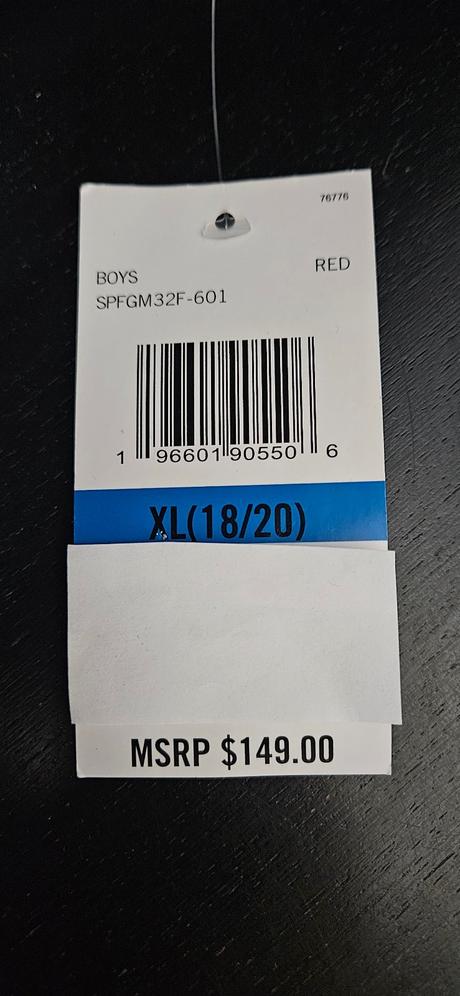 76776
BOYS RED
SPFGM32F-601
1 96601 90550 6
XL(18/20)
MSRP $149.00